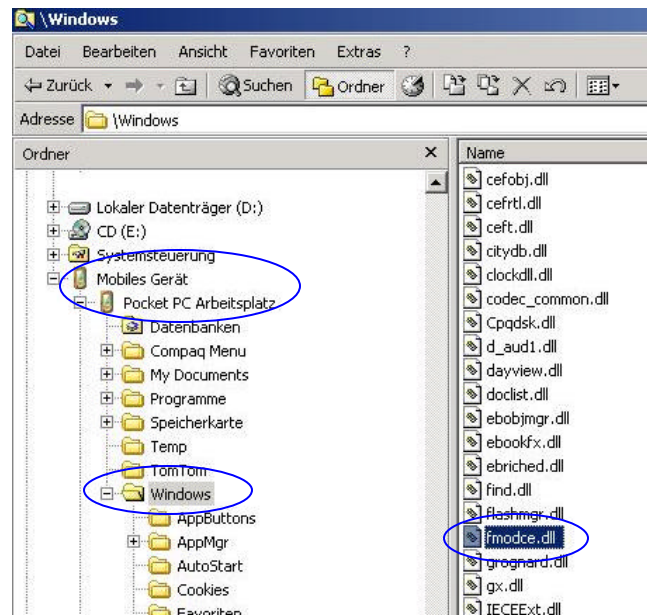 \Windows
Datei Bearbeiten Ansicht Favoriten Extras ?
Zurück Suchen Ordner
Adresse \Windows
Ordner
Lokaler Datenträger (D:)
CD (E:)
Systemsteuerung
Mobiles Gerät
Pocket PC Arbeitsplatz
Datenbanken
Compaq Menu
My Documents
Programme
Speicherkarte
Temp
TomTom
Windows
AppButtons
AppMgr
AutoStart
Cookies
Favoriten
Name
cefobj.dll
cefrtl.dll
ceft.dll
citydb.dll
clockdll.dll
codec_common.dll
Cpqdsk.dll
d_aud1.dll
dayview.dll
doclist.dll
ebobjmgr.dll
ebookfx.dll
ebriched.dll
find.dll
flashmgr.dll
fmodce.dll
grognard.dll
gx.dll
IECEExt.dll